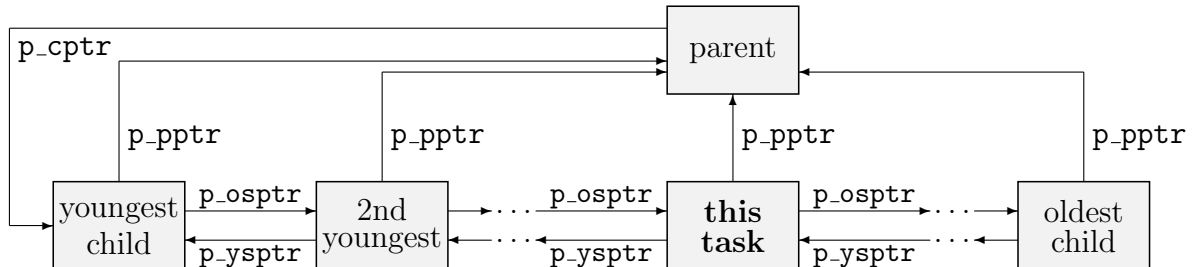 parent
p_cptr
p_pptr p_pptr p_pptr p_pptr
p_osptr p_osptr p_osptr
youngest
child
2nd
youngest
...
this
task
...
oldest
child
p_ysptr ... p_ysptr p_ysptr ...